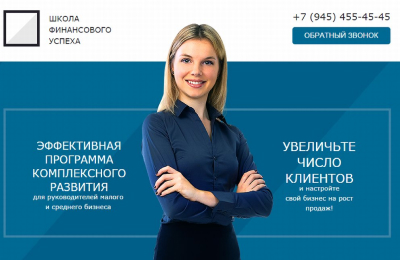 ШКОЛА
ФИНАНСОВОГО
УСПЕХА
+7 (945) 455-45-45
ОБРАТНЫЙ ЗВОНОК
ЭФФЕКТИВНАЯ
ПРОГРАММА
КОМПЛЕКСНОГО
РАЗВИТИЯ
для руководителей малого
и среднего бизнеса
УВЕЛИЧЬТЕ
ЧИСЛО
КЛИЕНТОВ
и настройте
свой бизнес на рост
продаж!